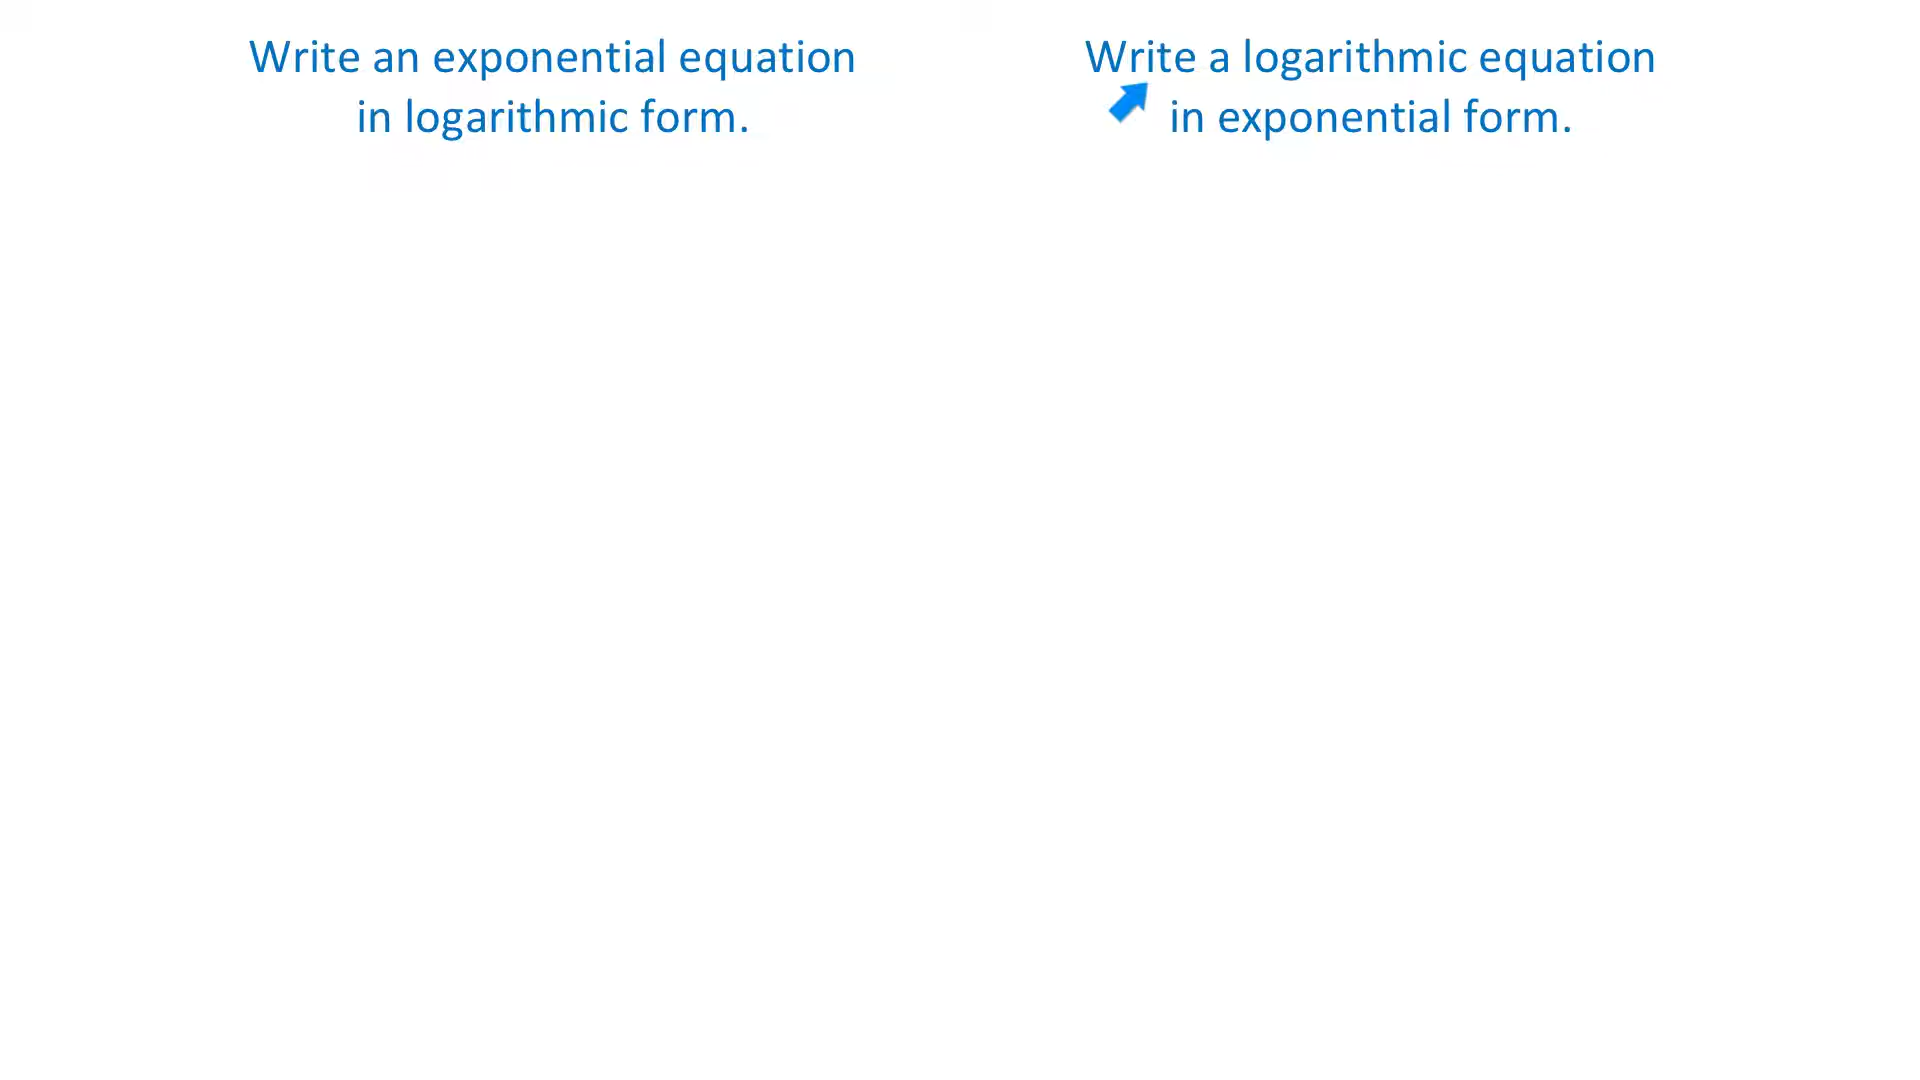 Write an exponential equation
in logarithmic form.
Write a logarithmic equation
in exponential form.